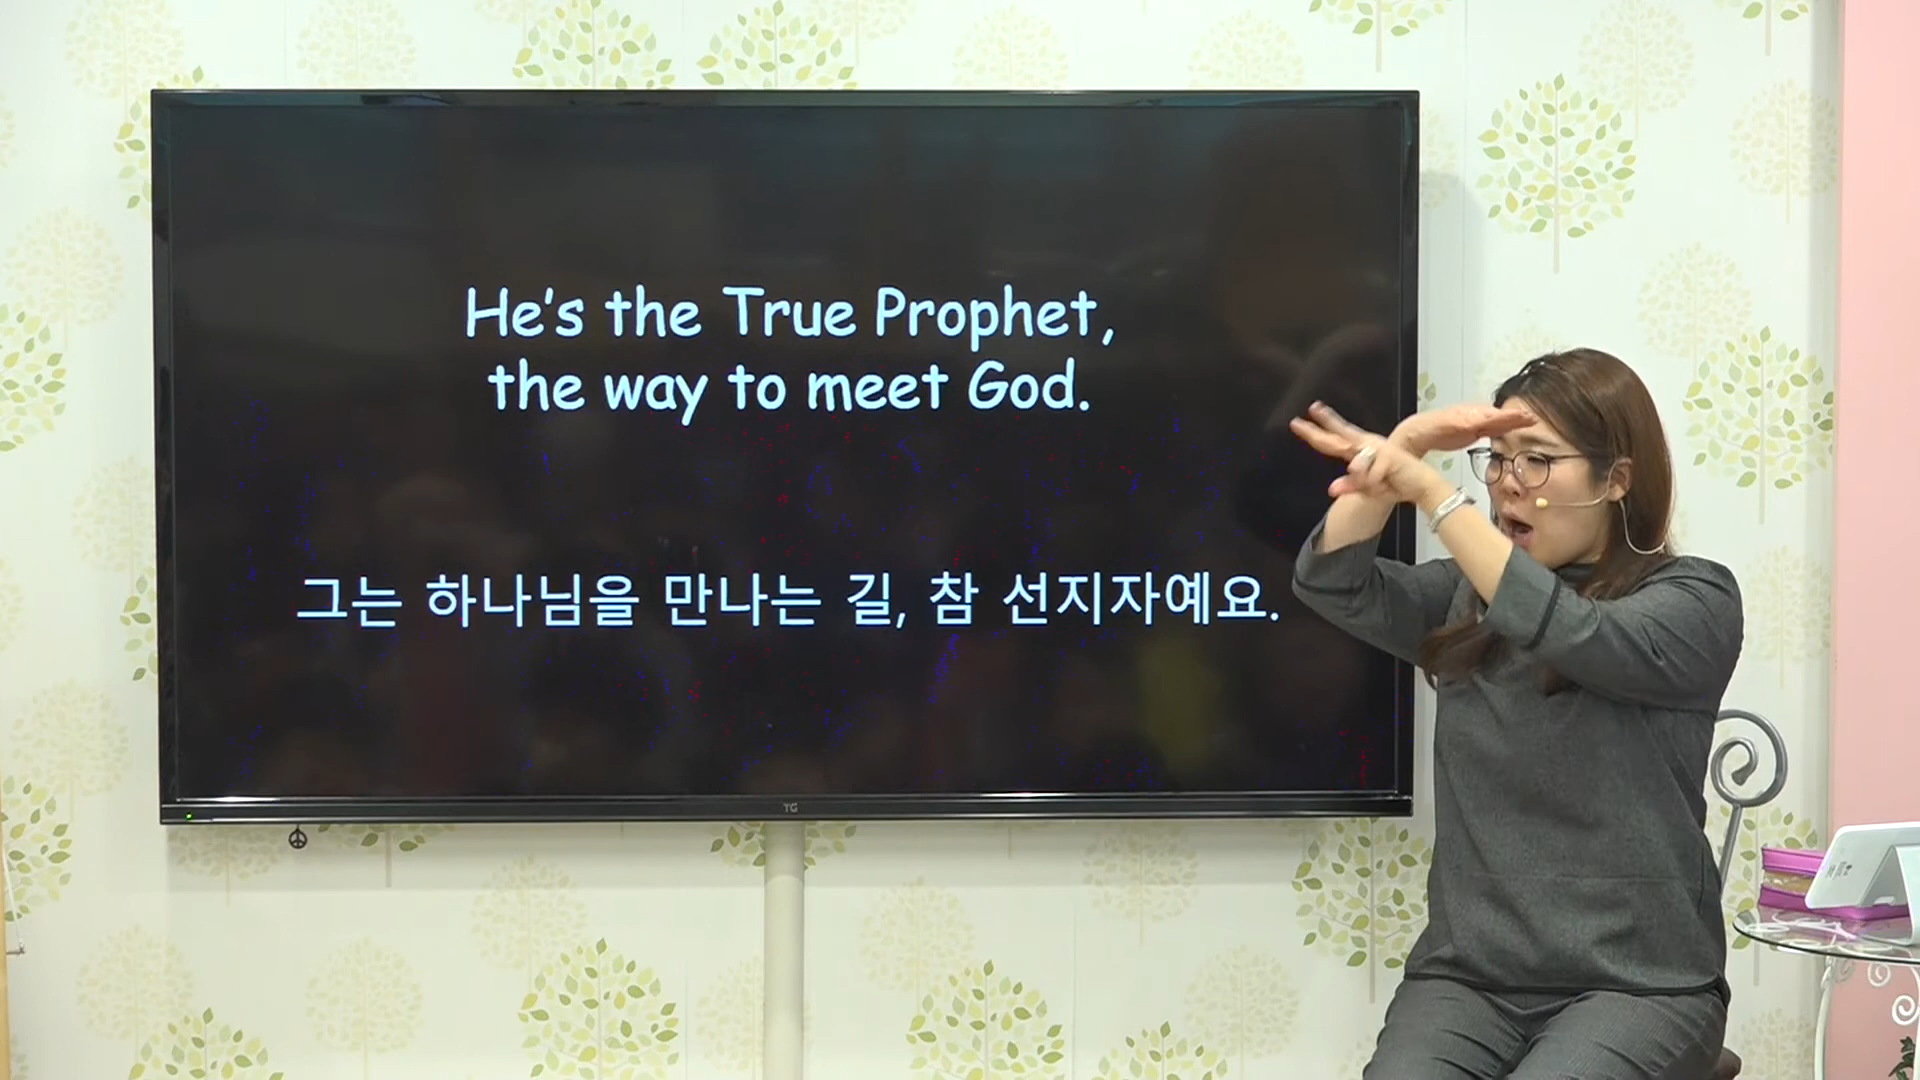 He's the True Prophet,
the way to meet God.
그는 하나님을 만나는 길, 참 선지자예요.
TG